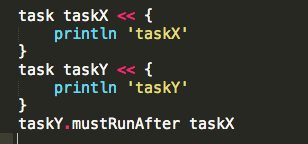 task taskX << {
    println 'taskX'
}
task taskY << {
    println 'taskY'
}
taskY.mustRunAfter taskX